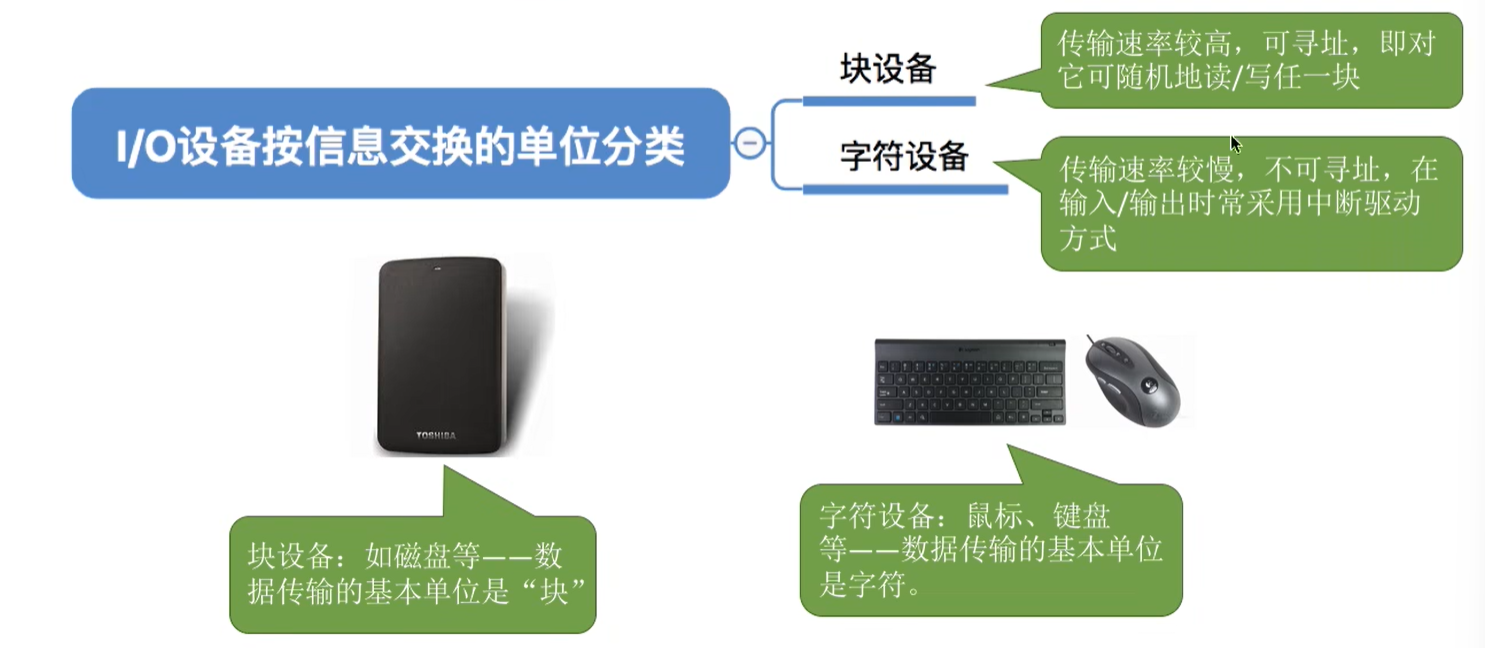 块设备
传输速率较高，可寻址，即对
它可随机地读/写任一块
I/O设备按信息交换的单位分类
字符设备
传输速率较慢，不可寻址，在
输入/输出时常采用中断驱动
方式
TOSHIBA
块设备：如磁盘等——数
据传输的基本单位是“块”
字符设备：鼠标、键盘
等——数据传输的基本单位
是字符。